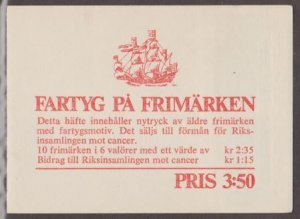 FARTYG PÅ FRIMÄRKEN
Detta häfte innehåller nytryck av äldre frimärken
med fartygsmotiv. Det säljs till förmån för Riks-
insamlingen mot cancer.
10 frimärken i 6 valörer med ett värde av kr 2:35
Bidrag till Riksinsamlingen mot cancer kr 1:15
PRIS 3:50